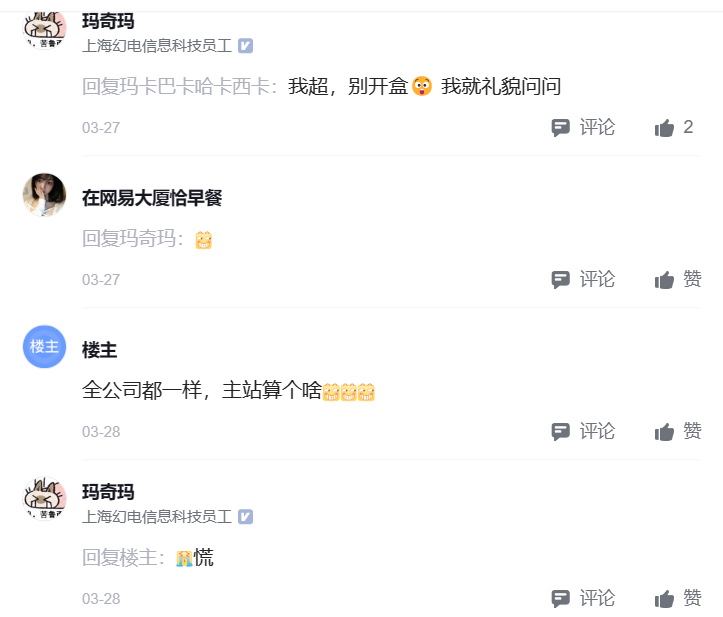 玛奇玛
上海幻电信息科技员工
回复玛卡巴卡哈卡西卡：我超，别开盒😲 我就礼貌问问
03-27 评论 2
在网易大厦恰早餐
回复玛奇玛：😁
03-27 评论 赞
楼主
楼主
全公司都一样，主站算个啥😁😁😁
03-28 评论 赞
玛奇玛
上海幻电信息科技员工
回复楼主：😭慌
03-28 评论 赞